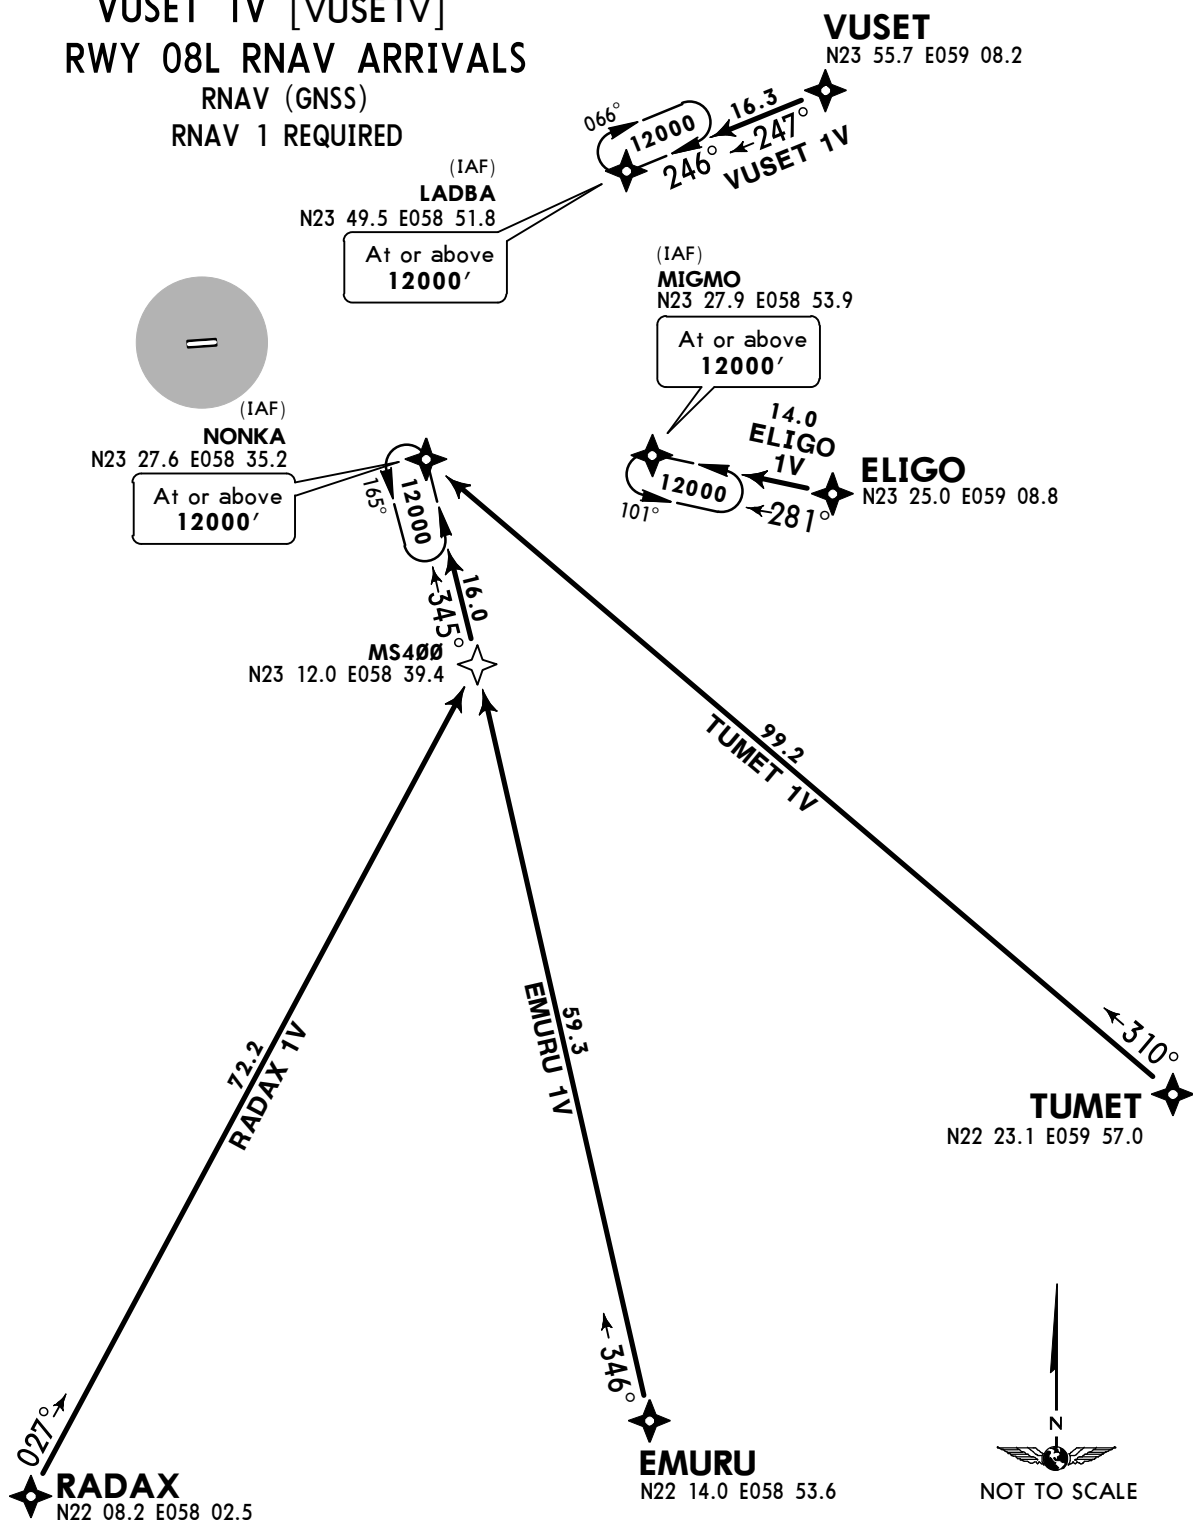 VUSET 1V [VUSE1V]
RWY 08L RNAV ARRIVALS
RNAV (GNSS)
RNAV 1 REQUIRED
VUSET
N23 55.7 E059 08.2
16.3
247°
VUSET 1V
066°
12000
246°
(IAF)
LADBA
N23 49.5 E058 51.8
At or above
12000'
(IAF)
MIGMO
N23 27.9 E058 53.9
At or above
12000'
14.0
ELIGO
1V
ELIGO
N23 25.0 E059 08.8
12000
101°
281°
(IAF)
NONKA
N23 27.6 E058 35.2
At or above
12000'
165°
12000
16.0
345°
MS4ØØ
N23 12.0 E058 39.4
99.2
TUMET 1V
310°
TUMET
N22 23.1 E059 57.0
72.2
RADAX 1V
59.3
EMURU 1V
346°
EMURU
N22 14.0 E058 53.6
027°
RADAX
N22 08.2 E058 02.5
N
NOT TO SCALE